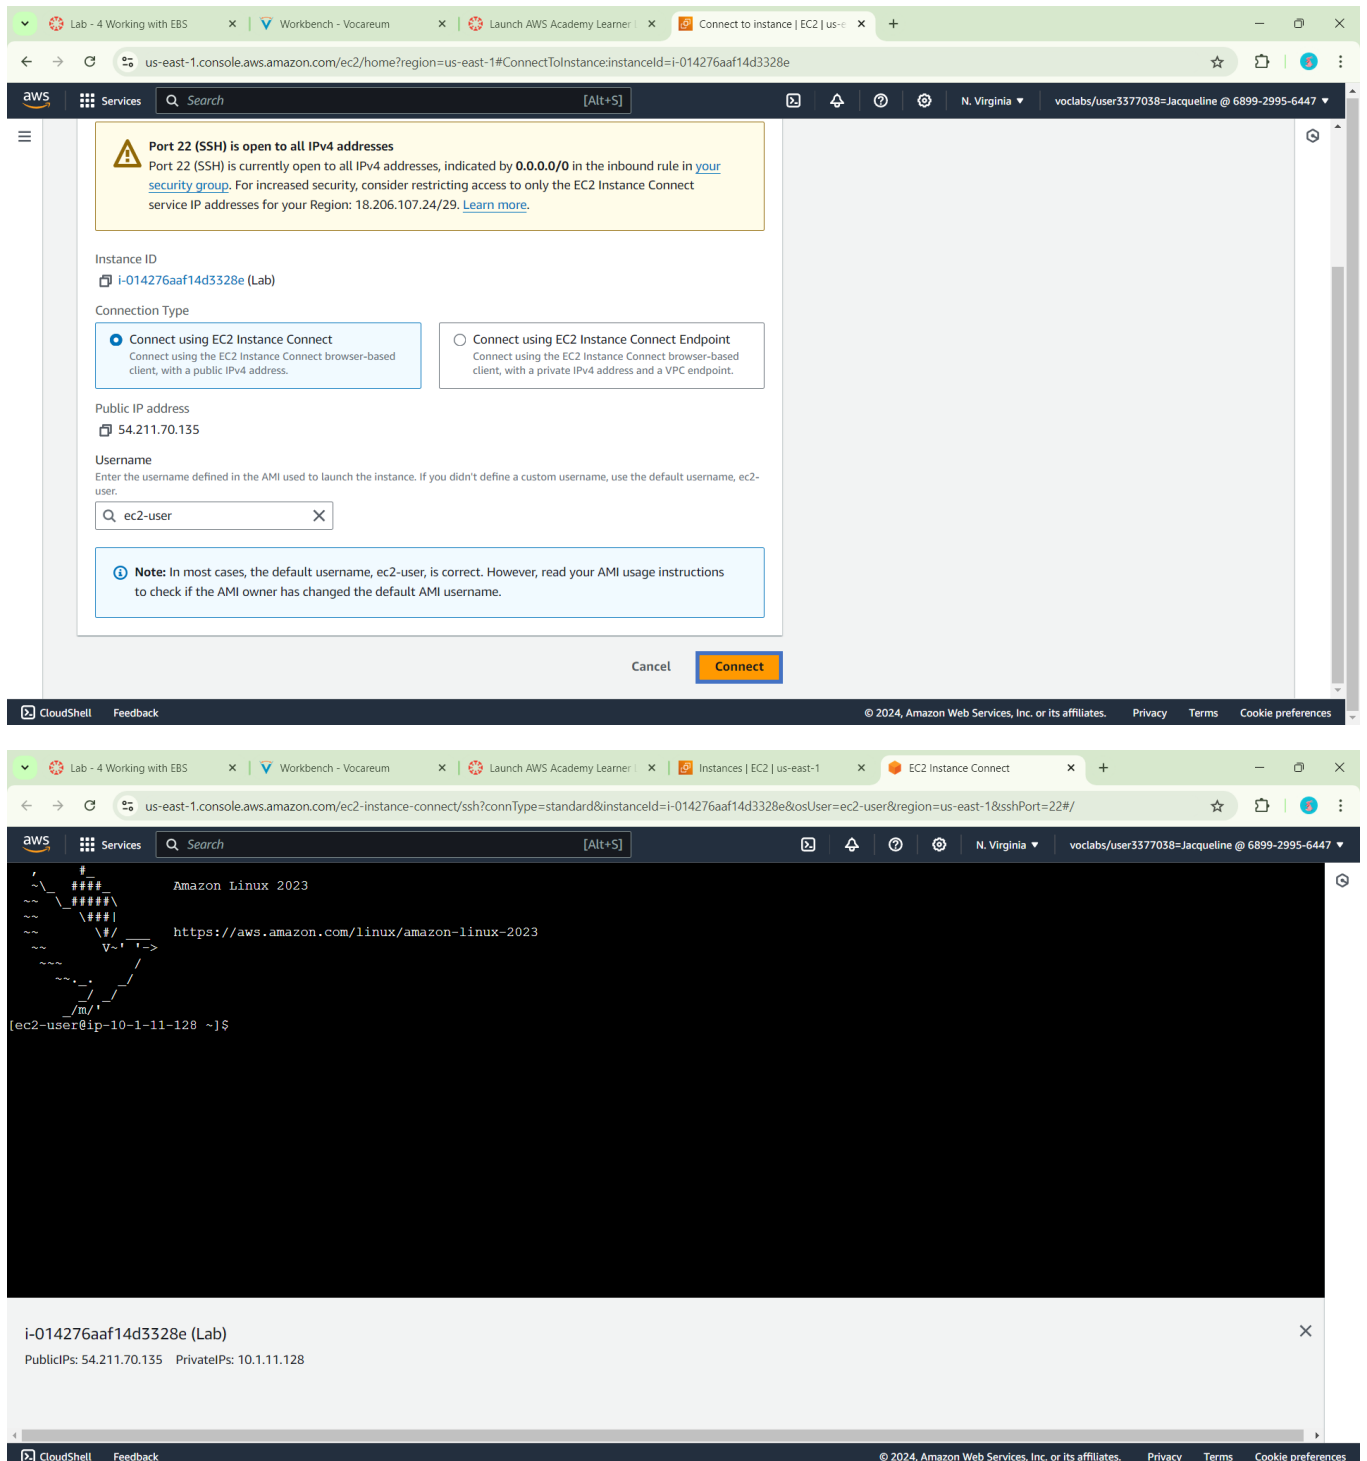 Lab - 4 Working with EBS
Workbench - Vocareum
Launch AWS Academy Learner
Connect to instance | EC2 | us-e
us-east-1.console.aws.amazon.com/ec2/home?region=us-east-1#ConnectToInstance:instanceId=i-014276aaf14d3328e
aws Services Search [Alt+S] N. Virginia ▼ voclabs/user3377038=Jacqueline @ 6899-2995-6447 ▼
Port 22 (SSH) is open to all IPv4 addresses
Port 22 (SSH) is currently open to all IPv4 addresses, indicated by 0.0.0.0/0 in the inbound rule in your
security group. For increased security, consider restricting access to only the EC2 Instance Connect
service IP addresses for your Region: 18.206.107.24/29. Learn more.
Instance ID
i-014276aaf14d3328e (Lab)
Connection Type
Connect using EC2 Instance Connect
Connect using the EC2 Instance Connect browser-based
client, with a public IPv4 address.
Connect using EC2 Instance Connect Endpoint
Connect using the EC2 Instance Connect browser-based
client, with a private IPv4 address and a VPC endpoint.
Public IP address
54.211.70.135
Username
Enter the username defined in the AMI used to launch the instance. If you didn't define a custom username, use the default username, ec2-
user.
ec2-user
Note: In most cases, the default username, ec2-user, is correct. However, read your AMI usage instructions
to check if the AMI owner has changed the default AMI username.
Cancel Connect
CloudShell Feedback © 2024, Amazon Web Services, Inc. or its affiliates. Privacy Terms Cookie preferences
Lab - 4 Working with EBS
Workbench - Vocareum
Launch AWS Academy Learner
Instances | EC2 | us-east-1
EC2 Instance Connect
us-east-1.console.aws.amazon.com/ec2-instance-connect/ssh?connType=standard&instanceId=i-014276aaf14d3328e&osUser=ec2-user&region=us-east-1&sshPort=22#/
aws Services Search [Alt+S] N. Virginia ▼ voclabs/user3377038=Jacqueline @ 6899-2995-6447 ▼
   ,     #_
  ~\_  ####_        Amazon Linux 2023
 ~~  \_#####\
 ~~     \###|
 ~~       \#/ ___   https://aws.amazon.com/linux/amazon-linux-2023
  ~~       V~' '->
   ~~~         /
     ~~._.   _/
        _/ _/
      _/m/'
[ec2-user@ip-10-1-11-128 ~]$
i-014276aaf14d3328e (Lab)
PublicIPs: 54.211.70.135 PrivateIPs: 10.1.11.128
CloudShell Feedback © 2024, Amazon Web Services, Inc. or its affiliates. Privacy Terms Cookie preferences